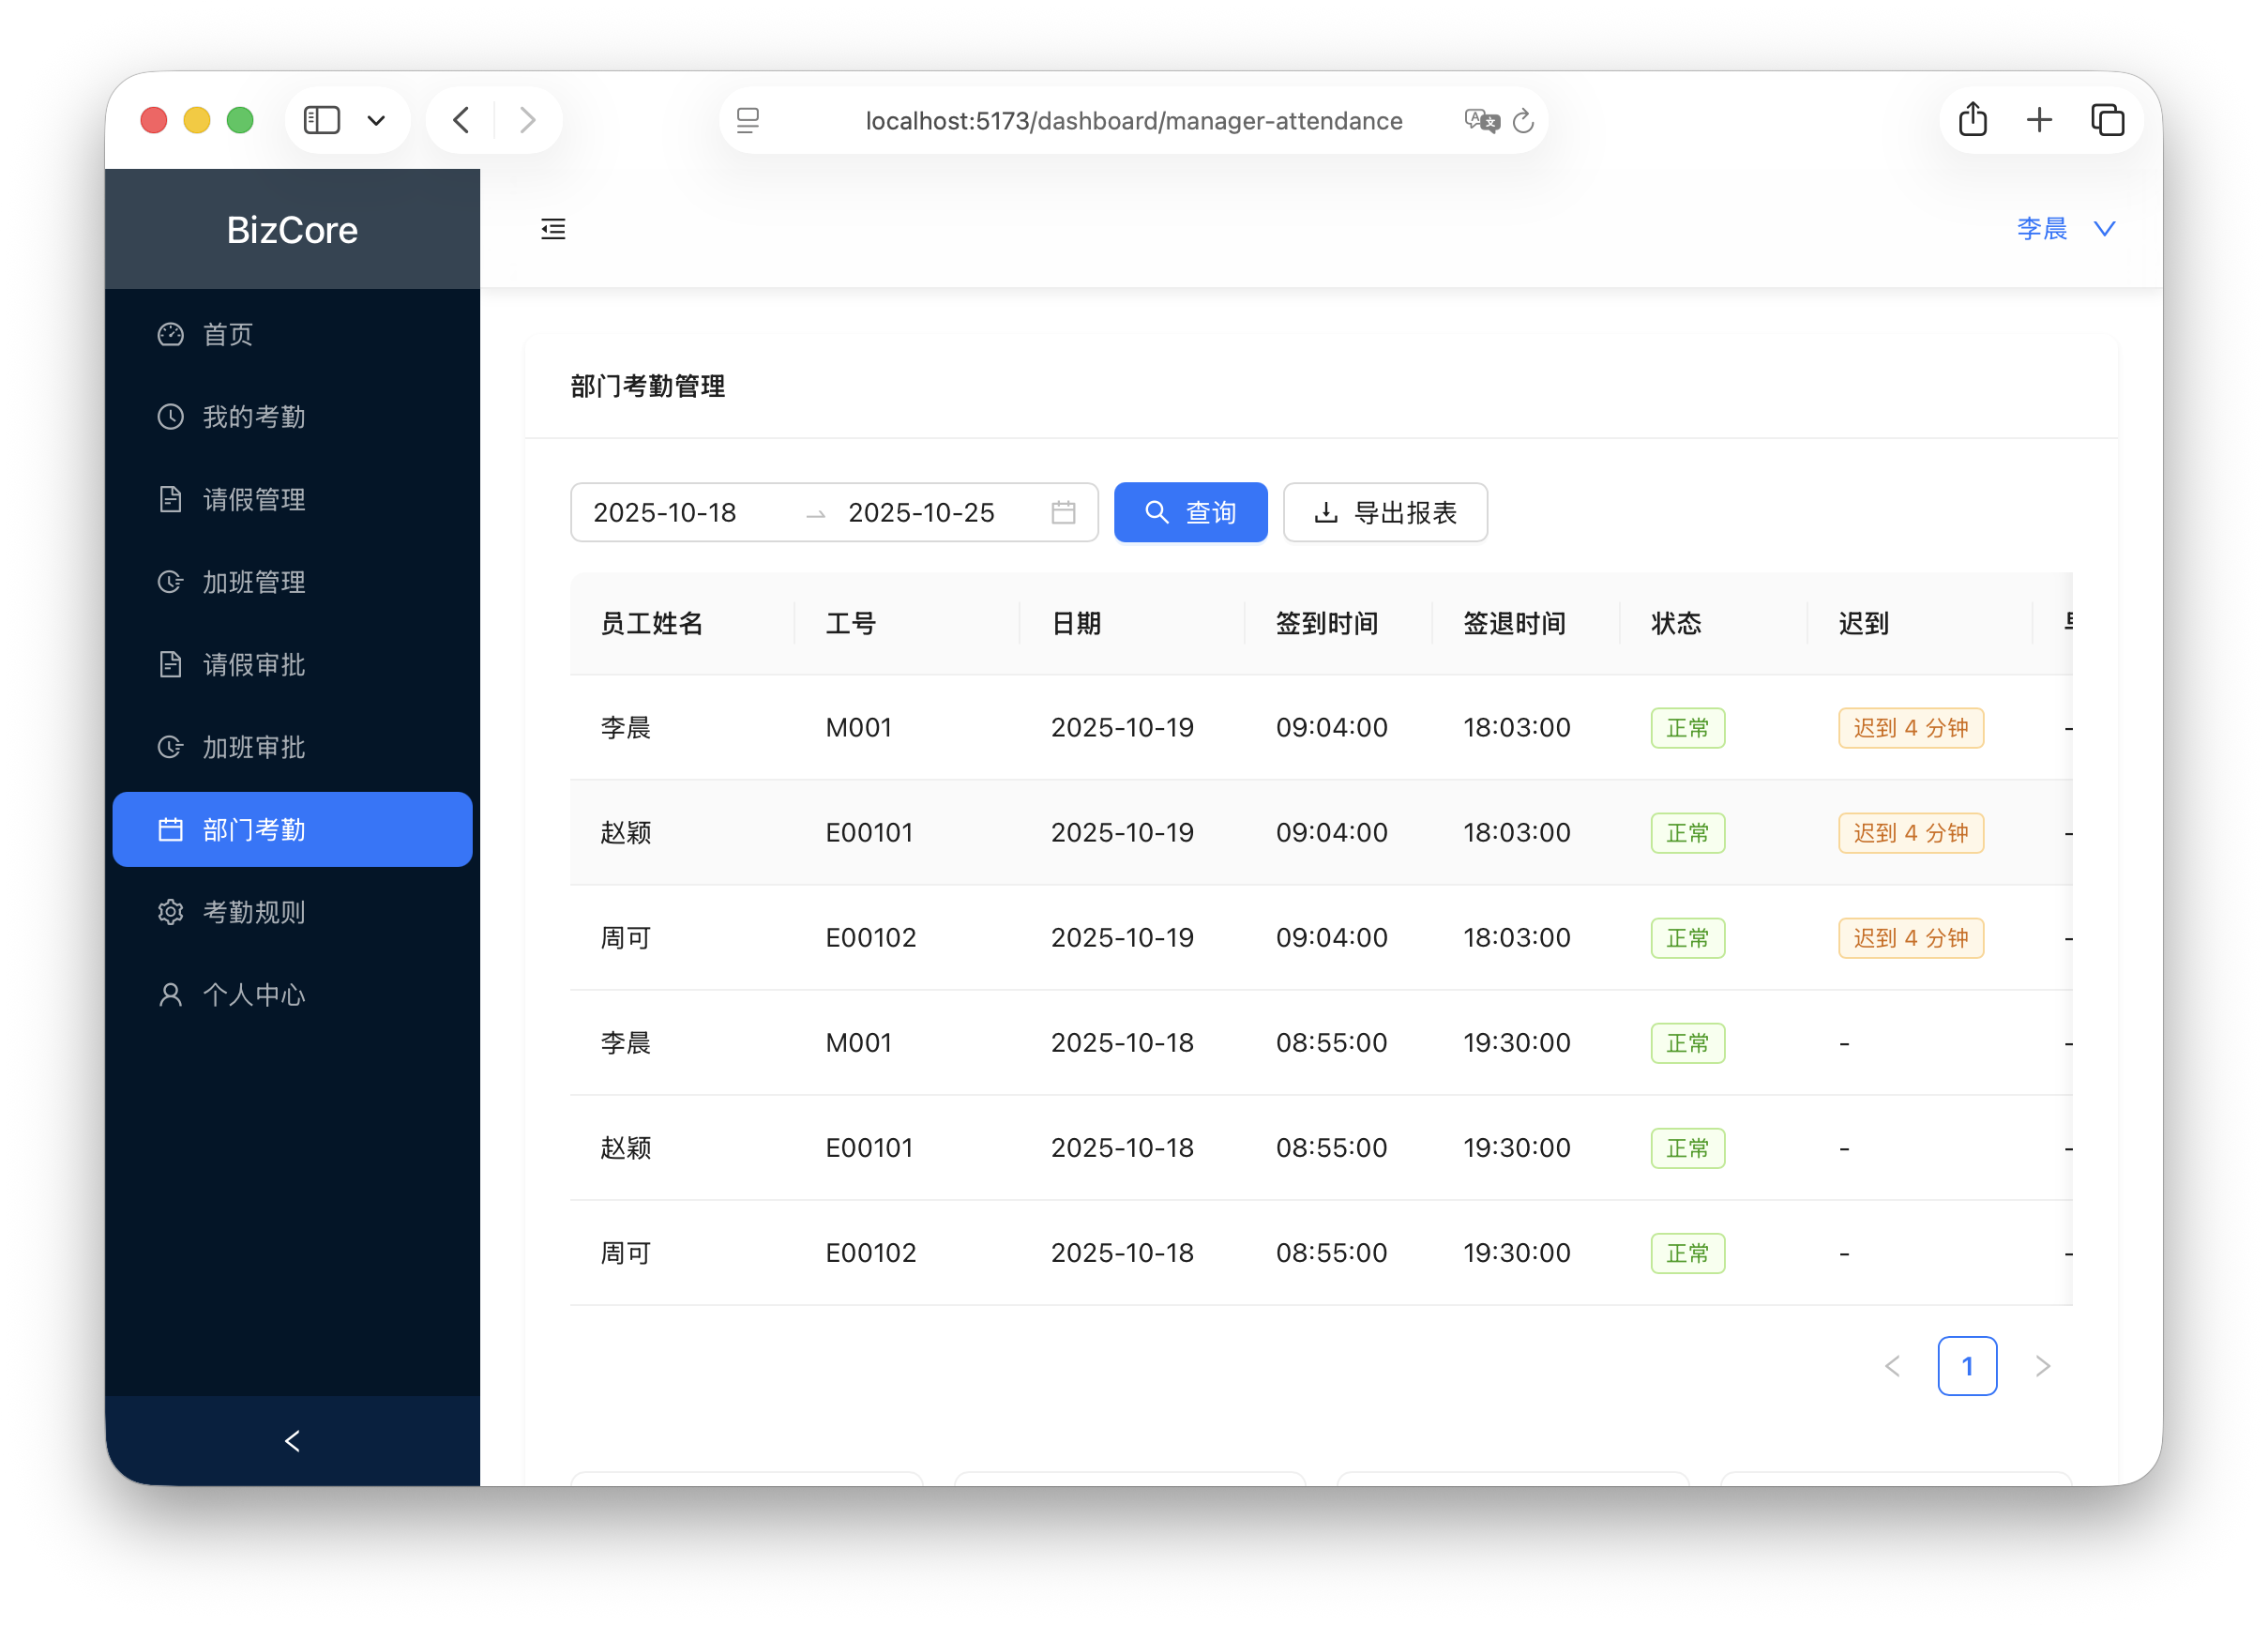 localhost:5173/dashboard/manager-attendance
BizCore
李晨
首页
我的考勤
请假管理
加班管理
请假审批
加班审批
部门考勤
考勤规则
个人中心
部门考勤管理
2025-10-18 → 2025-10-25 查询 导出报表
员工姓名 工号 日期 签到时间 签退时间 状态 迟到
李晨 M001 2025-10-19 09:04:00 18:03:00 正常 迟到 4 分钟 -
赵颖 E00101 2025-10-19 09:04:00 18:03:00 正常 迟到 4 分钟 -
周可 E00102 2025-10-19 09:04:00 18:03:00 正常 迟到 4 分钟 -
李晨 M001 2025-10-18 08:55:00 19:30:00 正常 - -
赵颖 E00101 2025-10-18 08:55:00 19:30:00 正常 - -
周可 E00102 2025-10-18 08:55:00 19:30:00 正常 - -
1